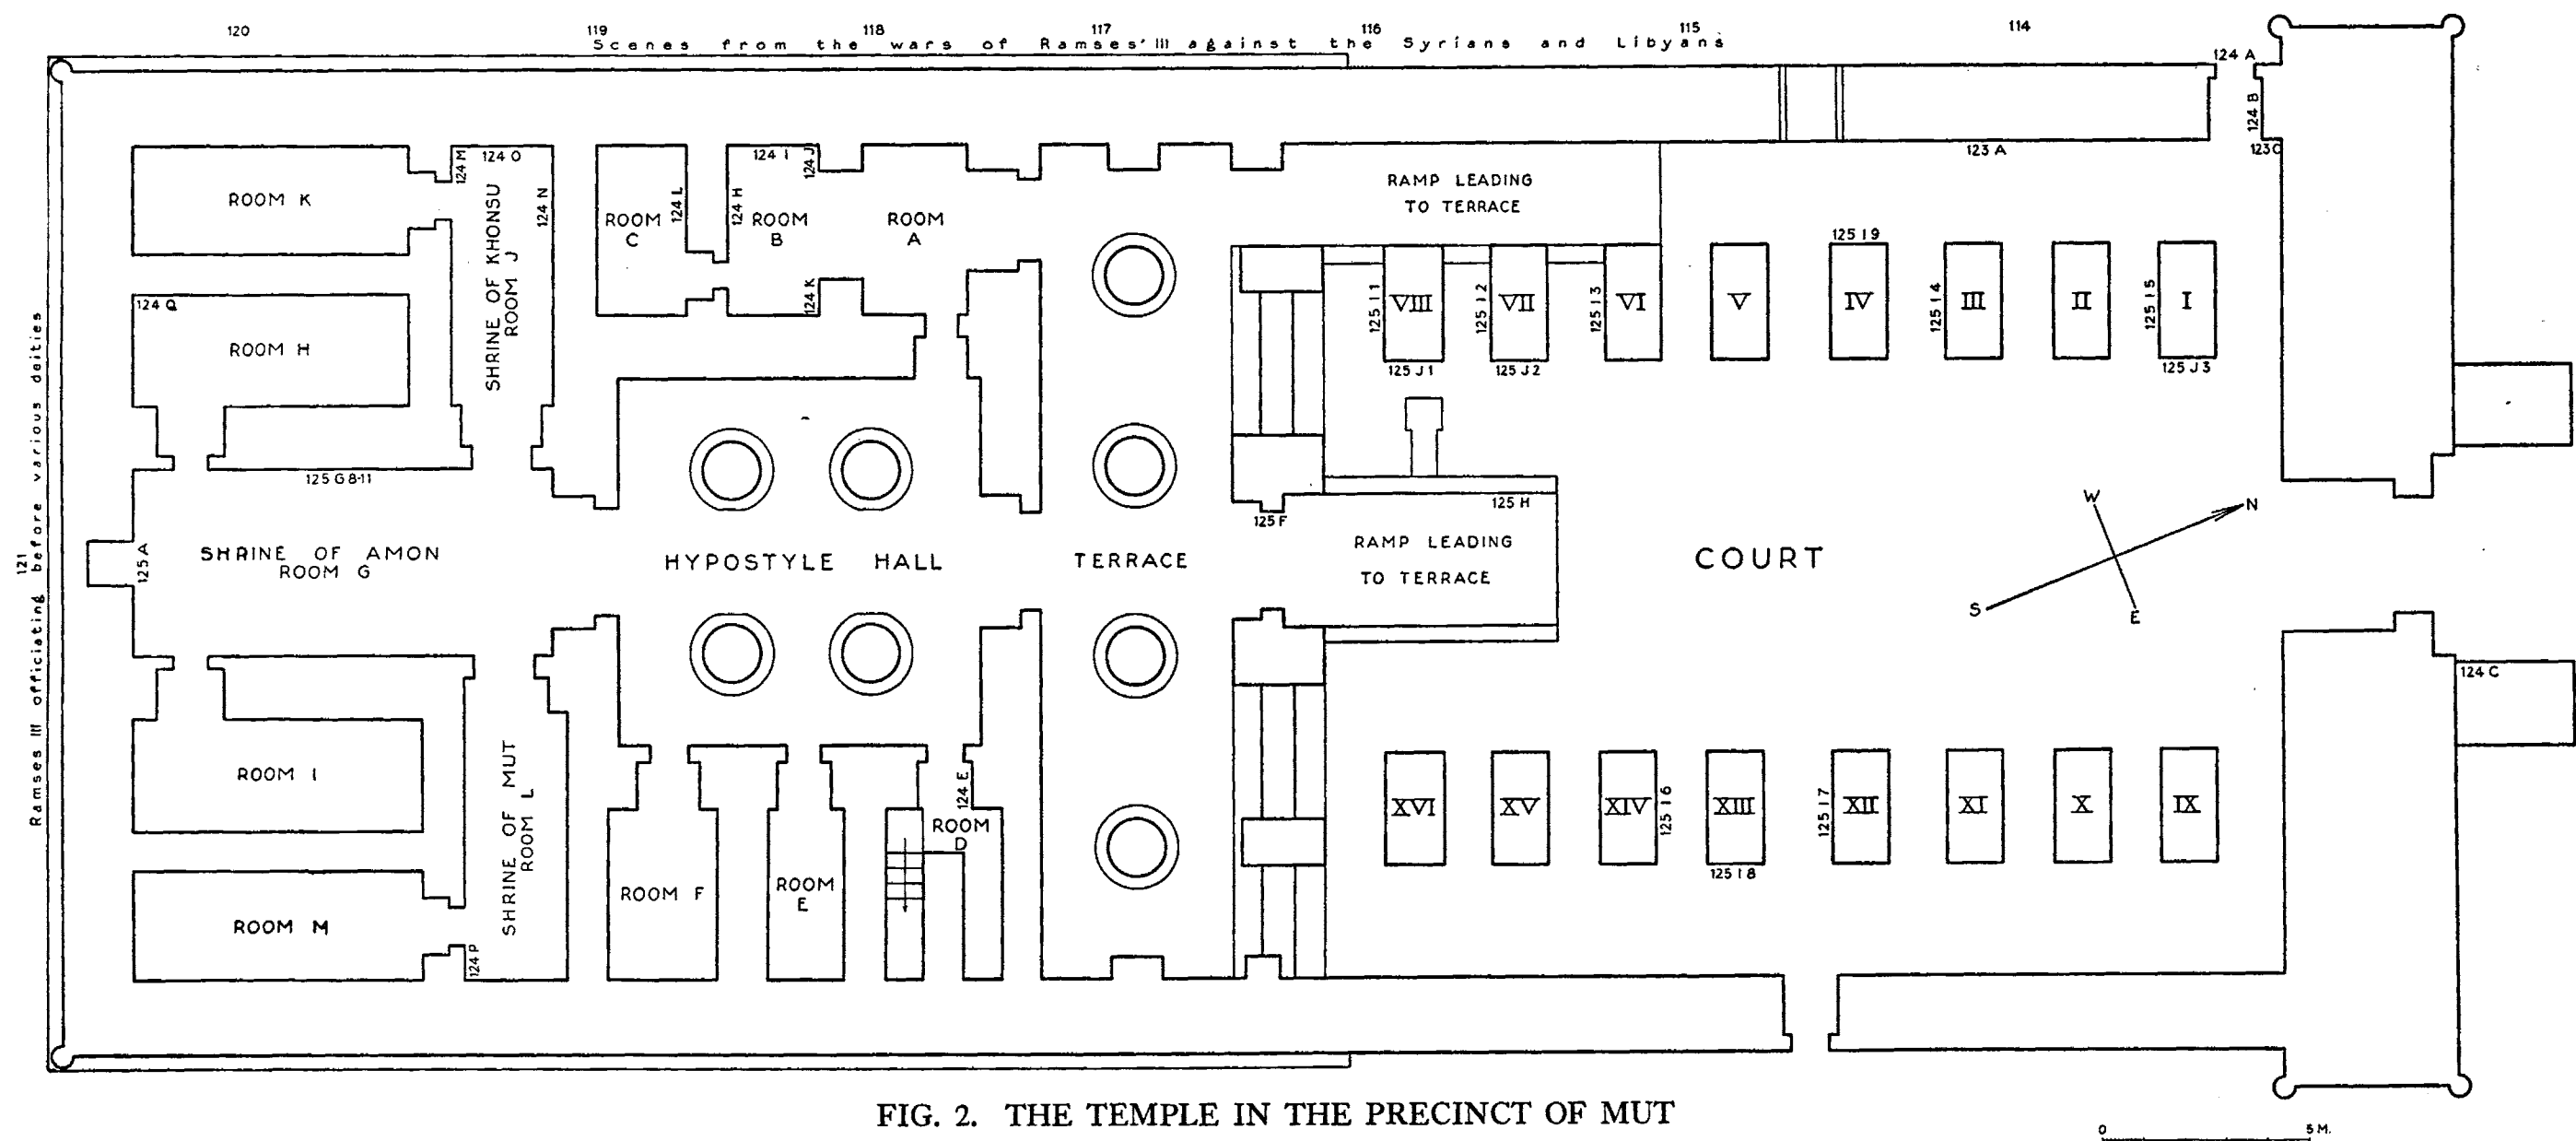 120 119 118 117 116 115 114
Scenes from the wars of Ramses' III against the Syrians and Libyans
124 A
124 B
123 C
123 A
124 M
124 O
124 N
124 L
124 H
124 I
124 J
124 K
ROOM K
SHRINE OF KHONSU
ROOM J
ROOM
C
ROOM
B
ROOM
A
RAMP LEADING
TO TERRACE
125 I 9
125 I 1
VIII
125 I 2
VII
125 I 3
VI
V
IV
125 I 4
III
II
125 I 5
I
125 J 1
125 J 2
125 J 3
124 Q
ROOM H
125 G 8-11
121
Ramses III officiating before various deities
125 A
SHRINE OF AMON
ROOM G
HYPOSTYLE HALL
TERRACE
125 F
125 H
RAMP LEADING
TO TERRACE
COURT
W
N
S
E
124 C
ROOM I
SHRINE OF MUT
ROOM L
ROOM M
124 P
ROOM F
ROOM
E
124 E
ROOM
D
XVI
XV
XIV
125 I 6
XIII
125 I 7
XII
XI
X
IX
125 I 8
FIG. 2. THE TEMPLE IN THE PRECINCT OF MUT
0 5 M.